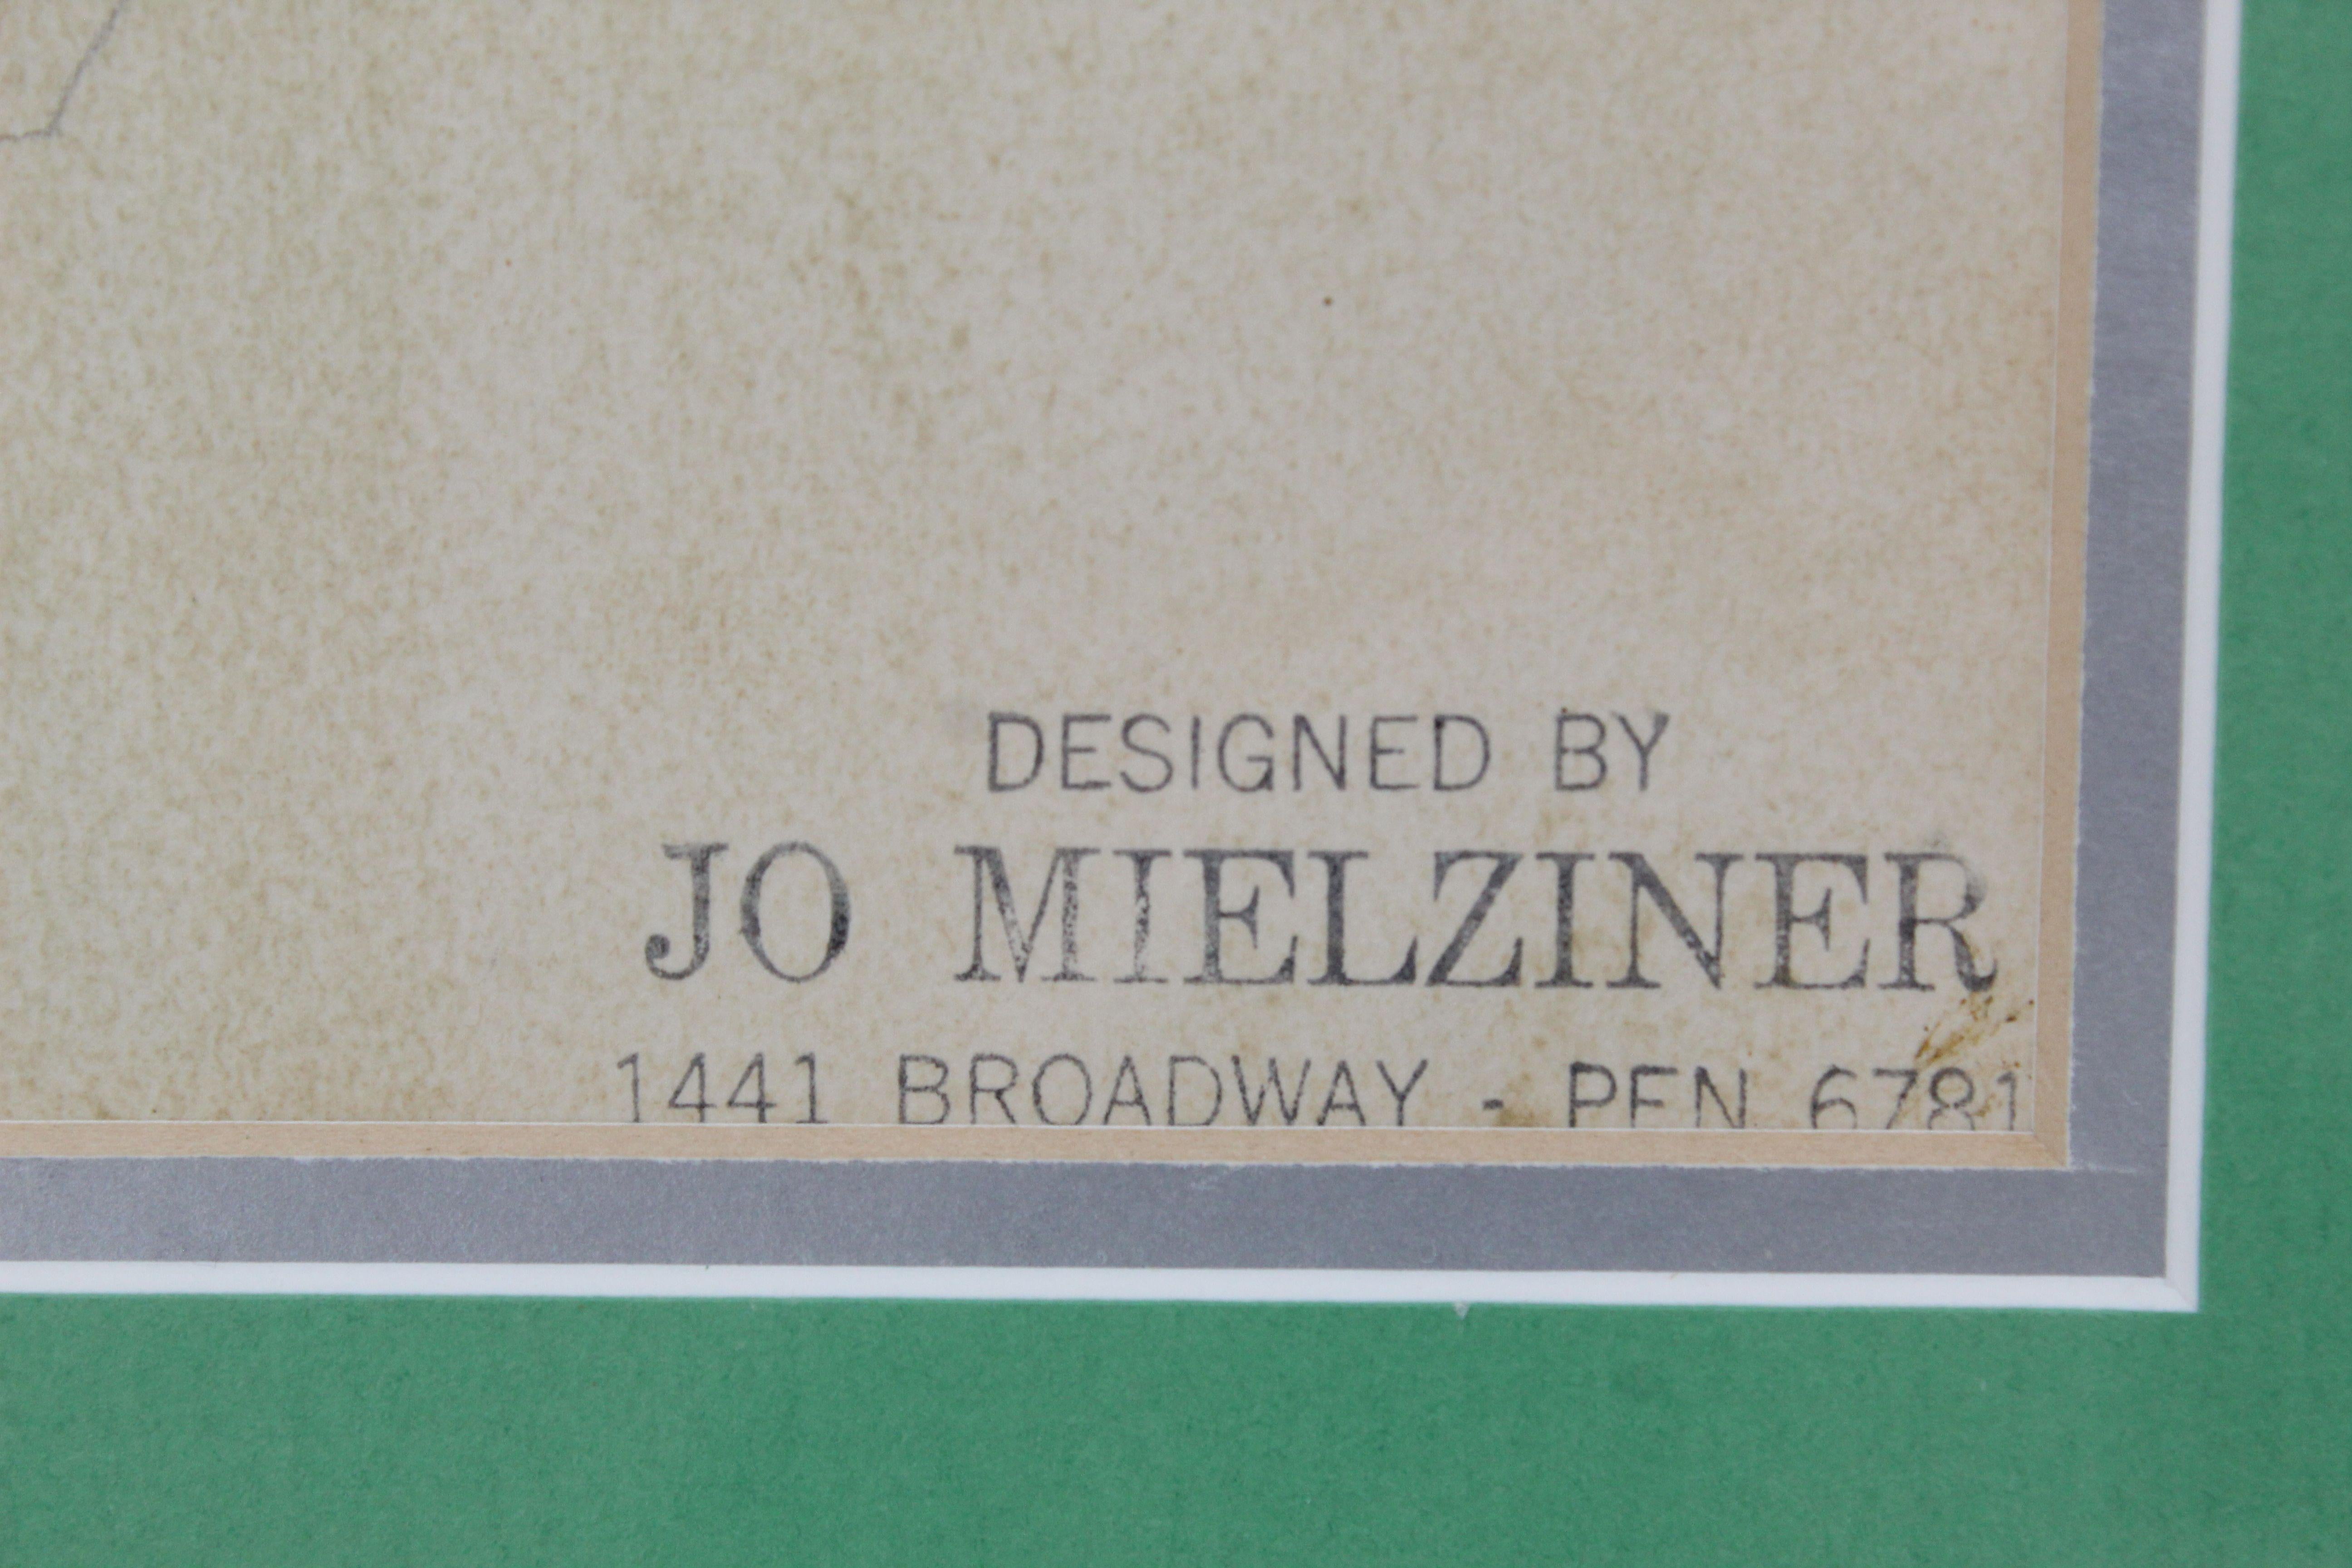 DESIGNED BY
JO MIELZINER
1441 BROADWAY - PEN 6781